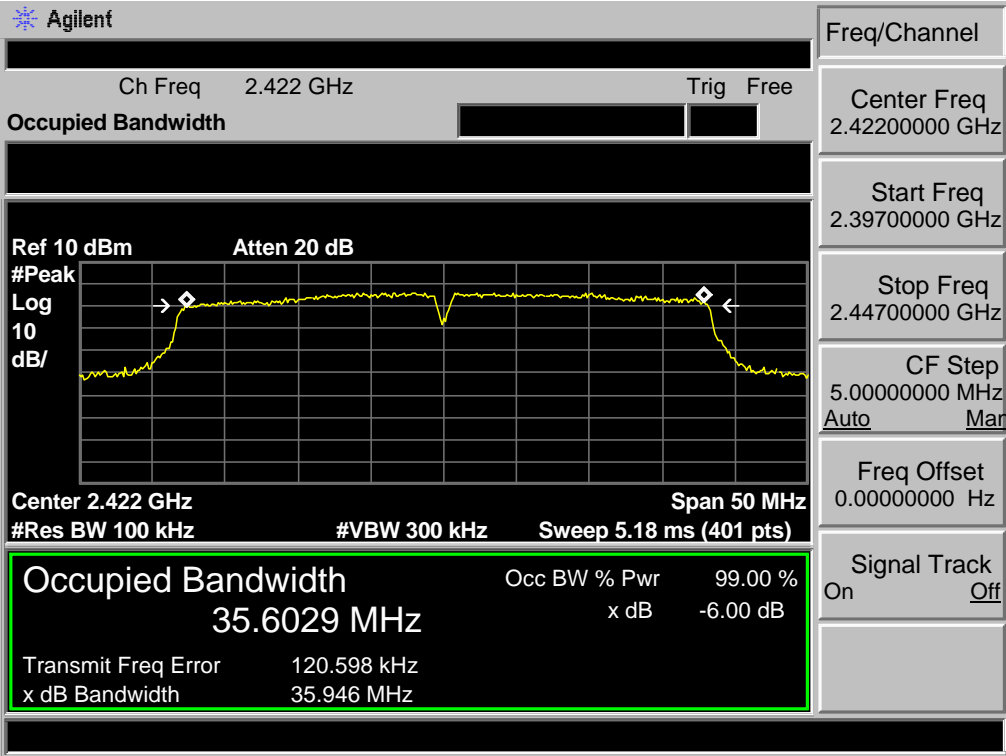 Agilent
Freq/Channel
Ch Freq 2.422 GHz Trig Free
Occupied Bandwidth
Center Freq
2.42200000 GHz
Start Freq
2.39700000 GHz
Stop Freq
2.44700000 GHz
CF Step
5.00000000 MHz
Auto Man
Freq Offset
0.00000000 Hz
Signal Track
On Off
Ref 10 dBm Atten 20 dB
#Peak
Log
10
dB/
Center 2.422 GHz Span 50 MHz
#Res BW 100 kHz #VBW 300 kHz Sweep 5.18 ms (401 pts)
Occupied Bandwidth
35.6029 MHz
Occ BW % Pwr 99.00 %
x dB -6.00 dB
Transmit Freq Error 120.598 kHz
x dB Bandwidth 35.946 MHz